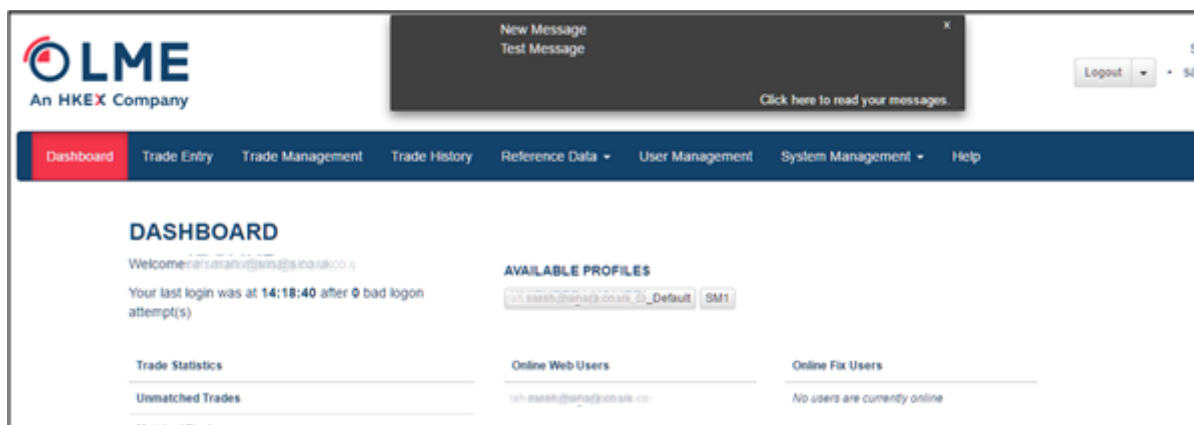 New Message
x
Test Message
Click here to read your messages.
LME
An HKEX Company
Logout
Dashboard Trade Entry Trade Management Trade History Reference Data User Management System Management Help
DASHBOARD
Welcome
Your last login was at 14:18:40 after 0 bad logon
attempt(s)
AVAILABLE PROFILES
_Default SM1
Trade Statistics
Unmatched Trades
Online Web Users
Online Fix Users
No users are currently online